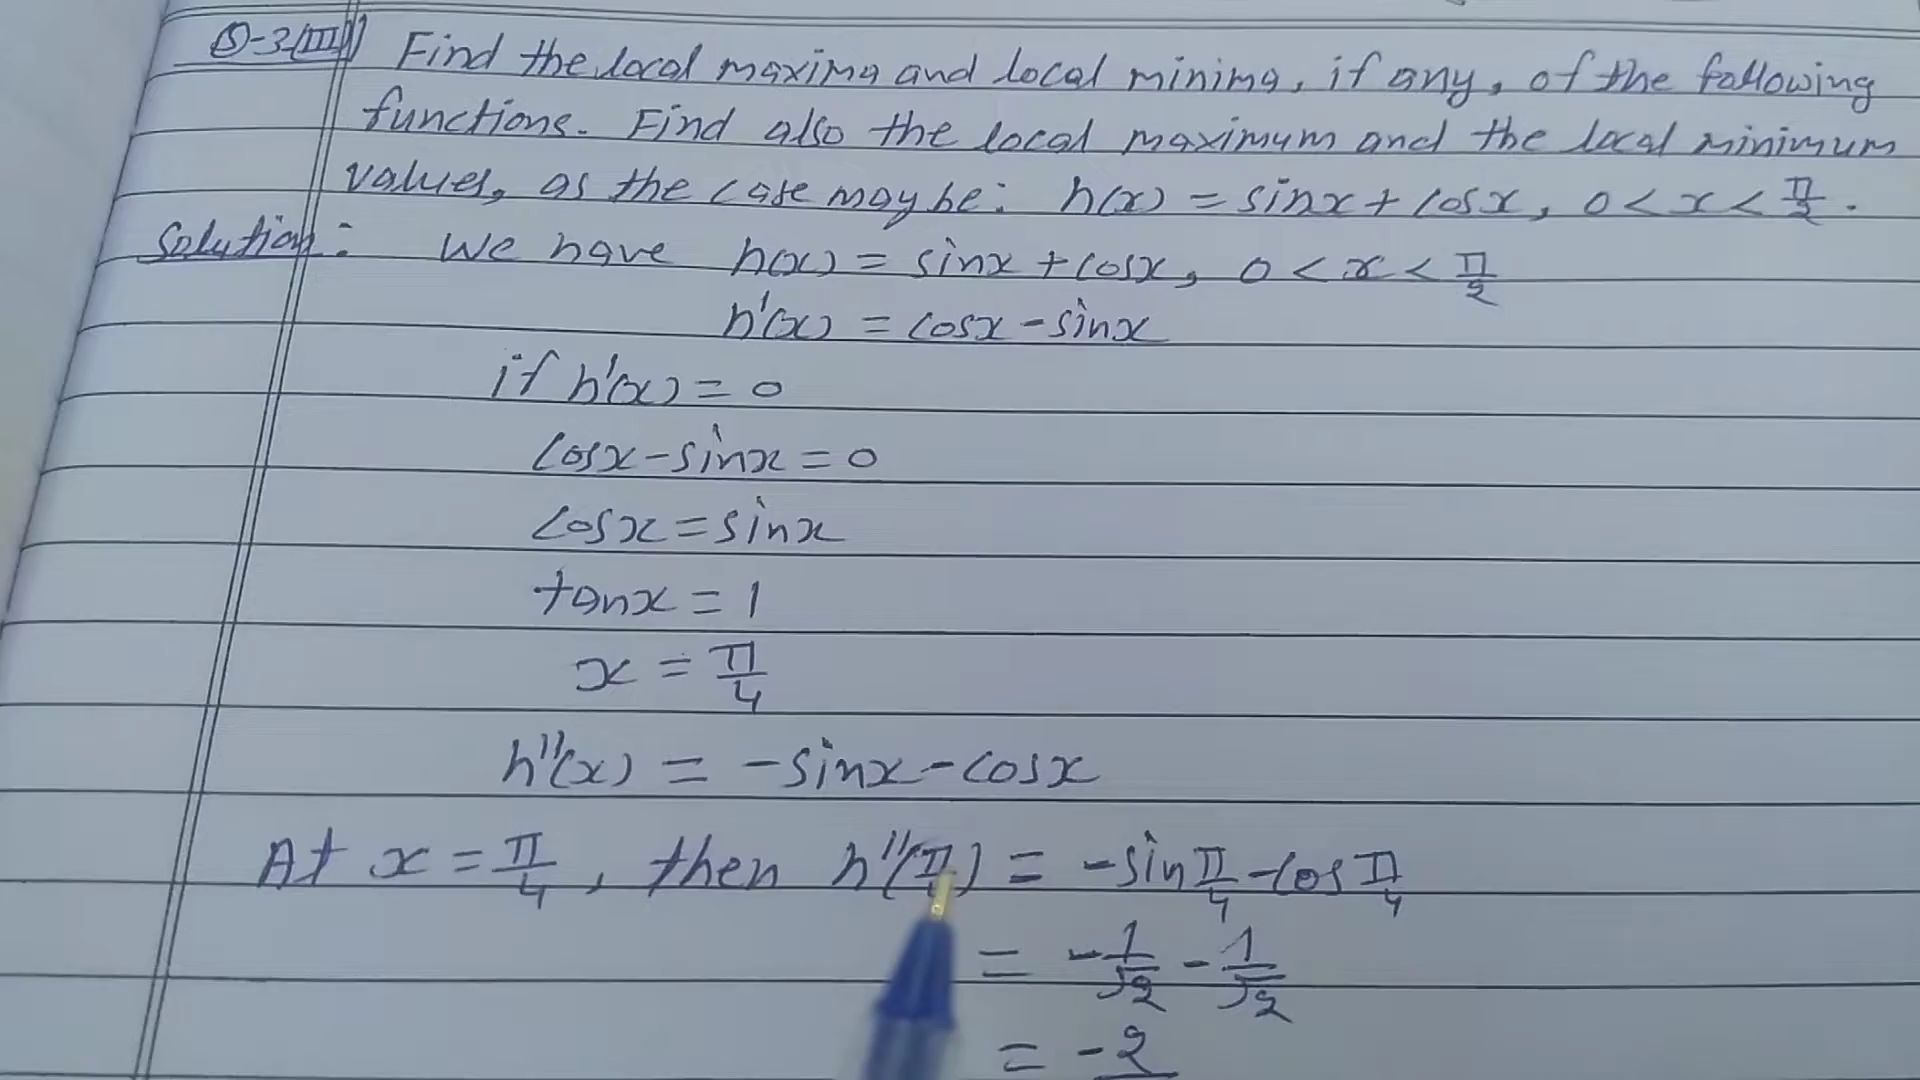 Q-3(III) Find the local maxima and local minima, if any, of the following
functions. Find also the local maximum and the local minimum
values, as the case may be: h(x) = sinx + cosx, 0 < x < π/2.
Solution: We have h(x) = sinx + cosx, 0 < x < π/2
h'(x) = cosx - sinx
if h'(x) = 0
cosx - sinx = 0
cosx = sinx
tanx = 1
x = π/4
h''(x) = -sinx - cosx
At x = π/4, then h''(π/4) = -sin π/4 - cos π/4
= -1/√2 - 1/√2
= -2